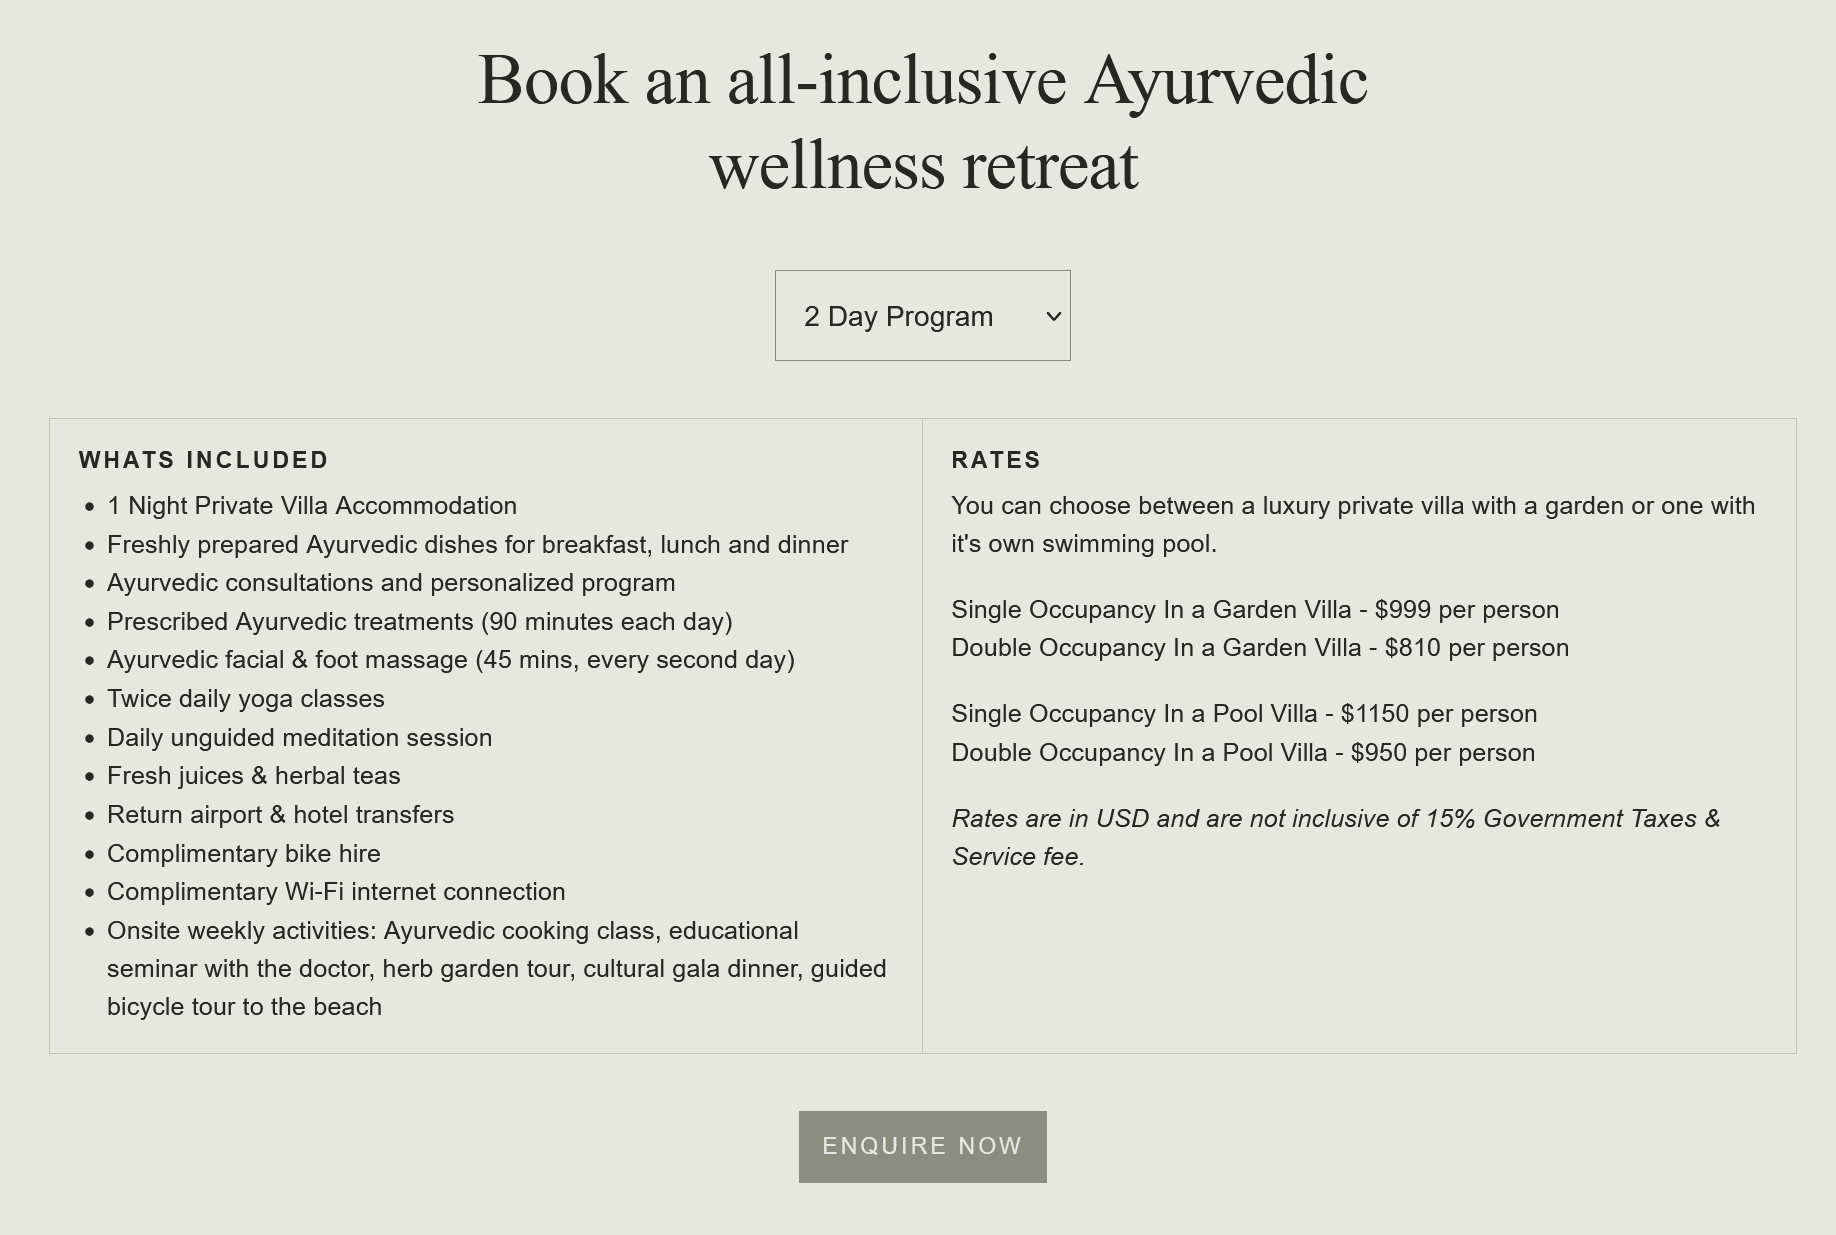 Book an all-inclusive Ayurvedic
wellness retreat
2 Day Program
WHATS INCLUDED
1 Night Private Villa Accommodation
Freshly prepared Ayurvedic dishes for breakfast, lunch and dinner
Ayurvedic consultations and personalized program
Prescribed Ayurvedic treatments (90 minutes each day)
Ayurvedic facial & foot massage (45 mins, every second day)
Twice daily yoga classes
Daily unguided meditation session
Fresh juices & herbal teas
Return airport & hotel transfers
Complimentary bike hire
Complimentary Wi-Fi internet connection
Onsite weekly activities: Ayurvedic cooking class, educational
seminar with the doctor, herb garden tour, cultural gala dinner, guided
bicycle tour to the beach
RATES
You can choose between a luxury private villa with a garden or one with
it's own swimming pool.
Single Occupancy In a Garden Villa - $999 per person
Double Occupancy In a Garden Villa - $810 per person
Single Occupancy In a Pool Villa - $1150 per person
Double Occupancy In a Pool Villa - $950 per person
Rates are in USD and are not inclusive of 15% Government Taxes &
Service fee.
ENQUIRE NOW